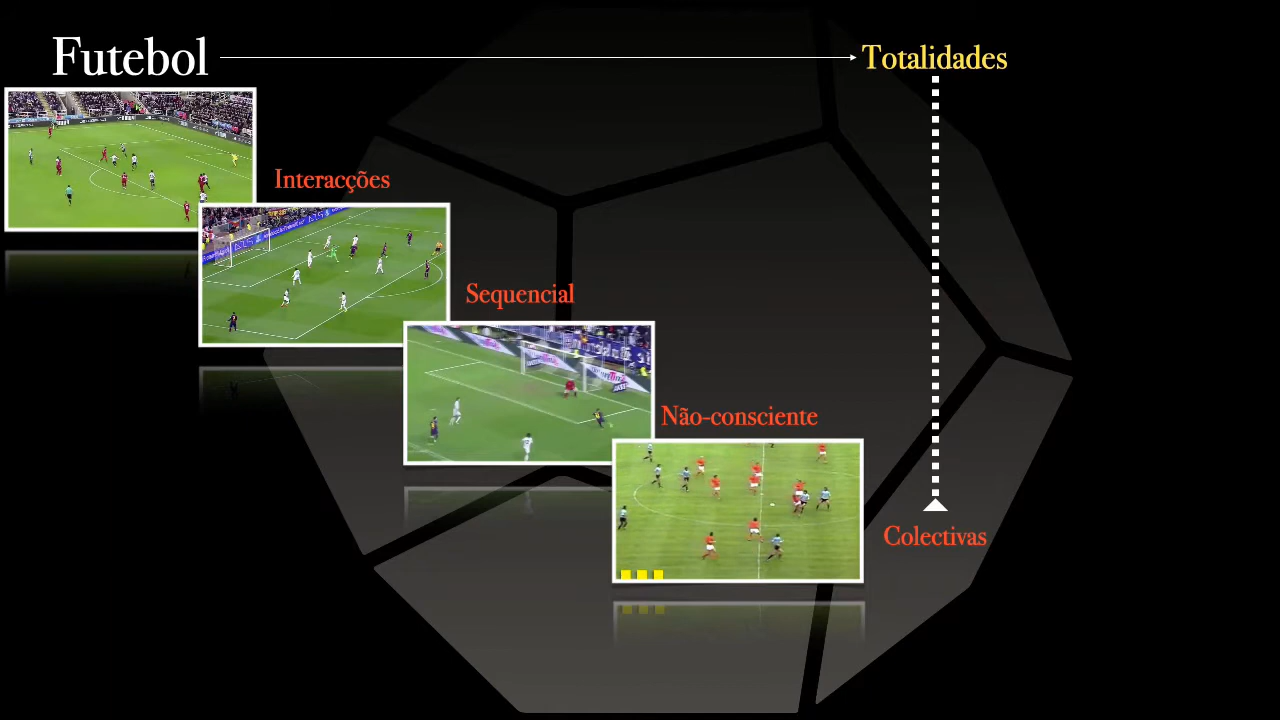 Futebol
Totalidades
Interacções
Sequencial
Não-consciente
Colectivas